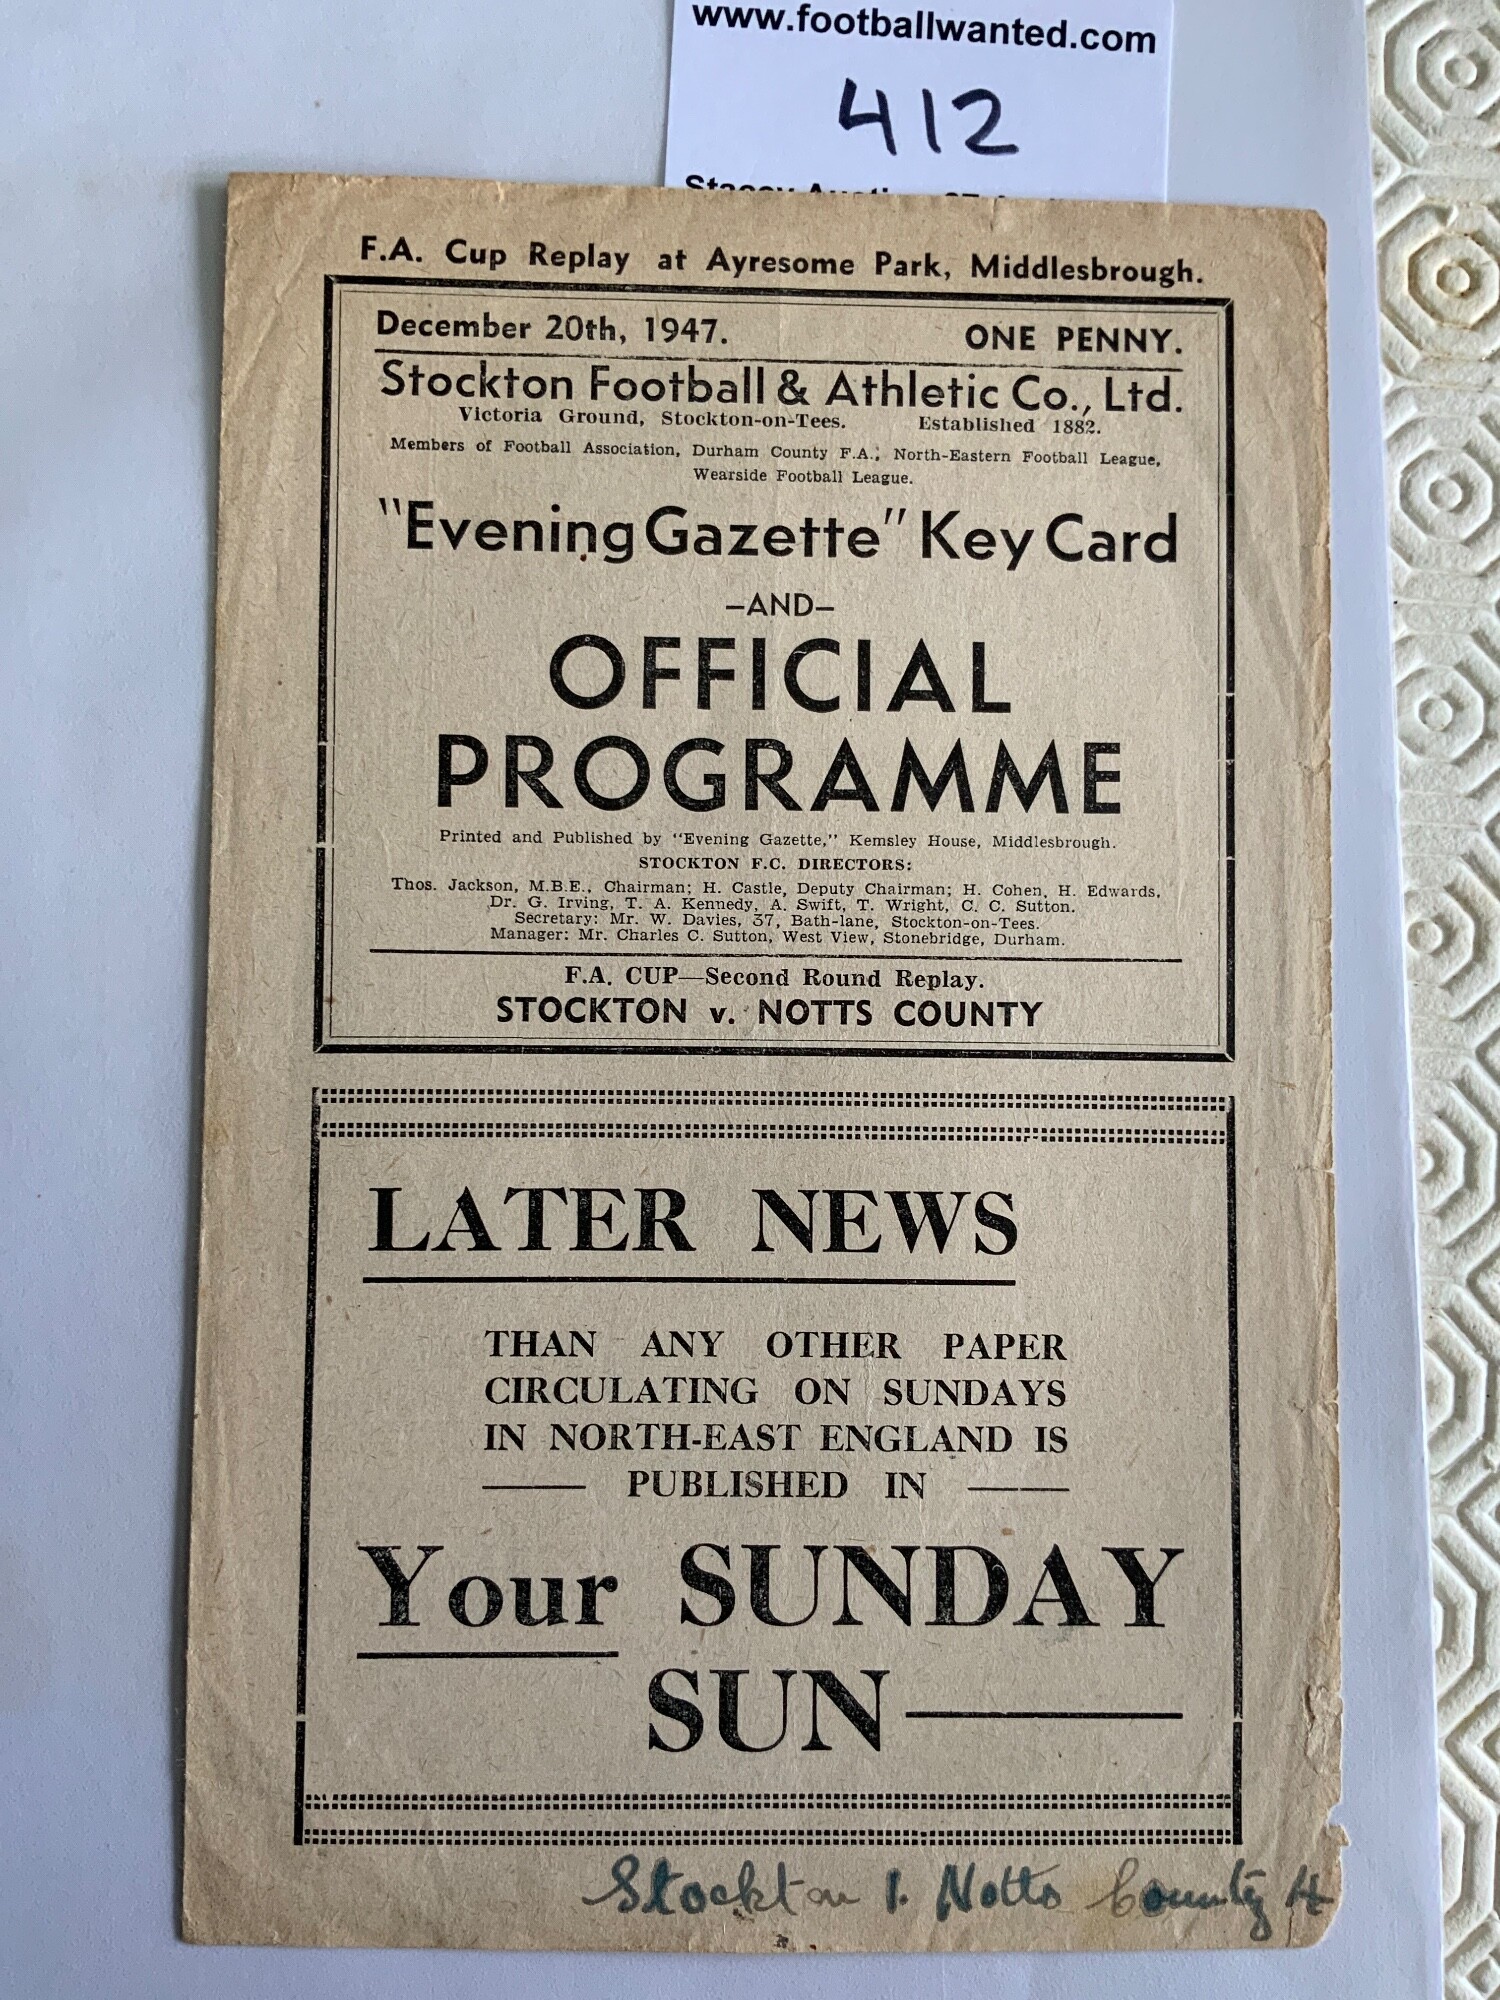 www.footballwanted.com
412
F.A. Cup Replay at Ayresome Park, Middlesbrough.
December 20th, 1947. ONE PENNY.
Stockton Football & Athletic Co., Ltd.
Victoria Ground, Stockton-on-Tees. Established 1882.
Members of Football Association, Durham County F.A., North-Eastern Football League,
Wearside Football League.
"Evening Gazette" Key Card
–AND–
OFFICIAL
PROGRAMME
Printed and Published by "Evening Gazette," Kemsley House, Middlesbrough.
STOCKTON F.C. DIRECTORS:
Thos. Jackson, M.B.E., Chairman; H. Castle, Deputy Chairman; H. Cohen, H. Edwards,
Dr. G. Irving, T. A. Kennedy, A. Swift, T. Wright, C. C. Sutton.
Secretary: Mr. W. Davies, 37, Bath-lane, Stockton-on-Tees.
Manager: Mr. Charles C. Sutton, West View, Stonebridge, Durham.
F.A. CUP—Second Round Replay.
STOCKTON v. NOTTS COUNTY
LATER NEWS
THAN ANY OTHER PAPER
CIRCULATING ON SUNDAYS
IN NORTH-EAST ENGLAND IS
—— PUBLISHED IN ——
Your SUNDAY
SUN——
Stockton 1. Notts County 4